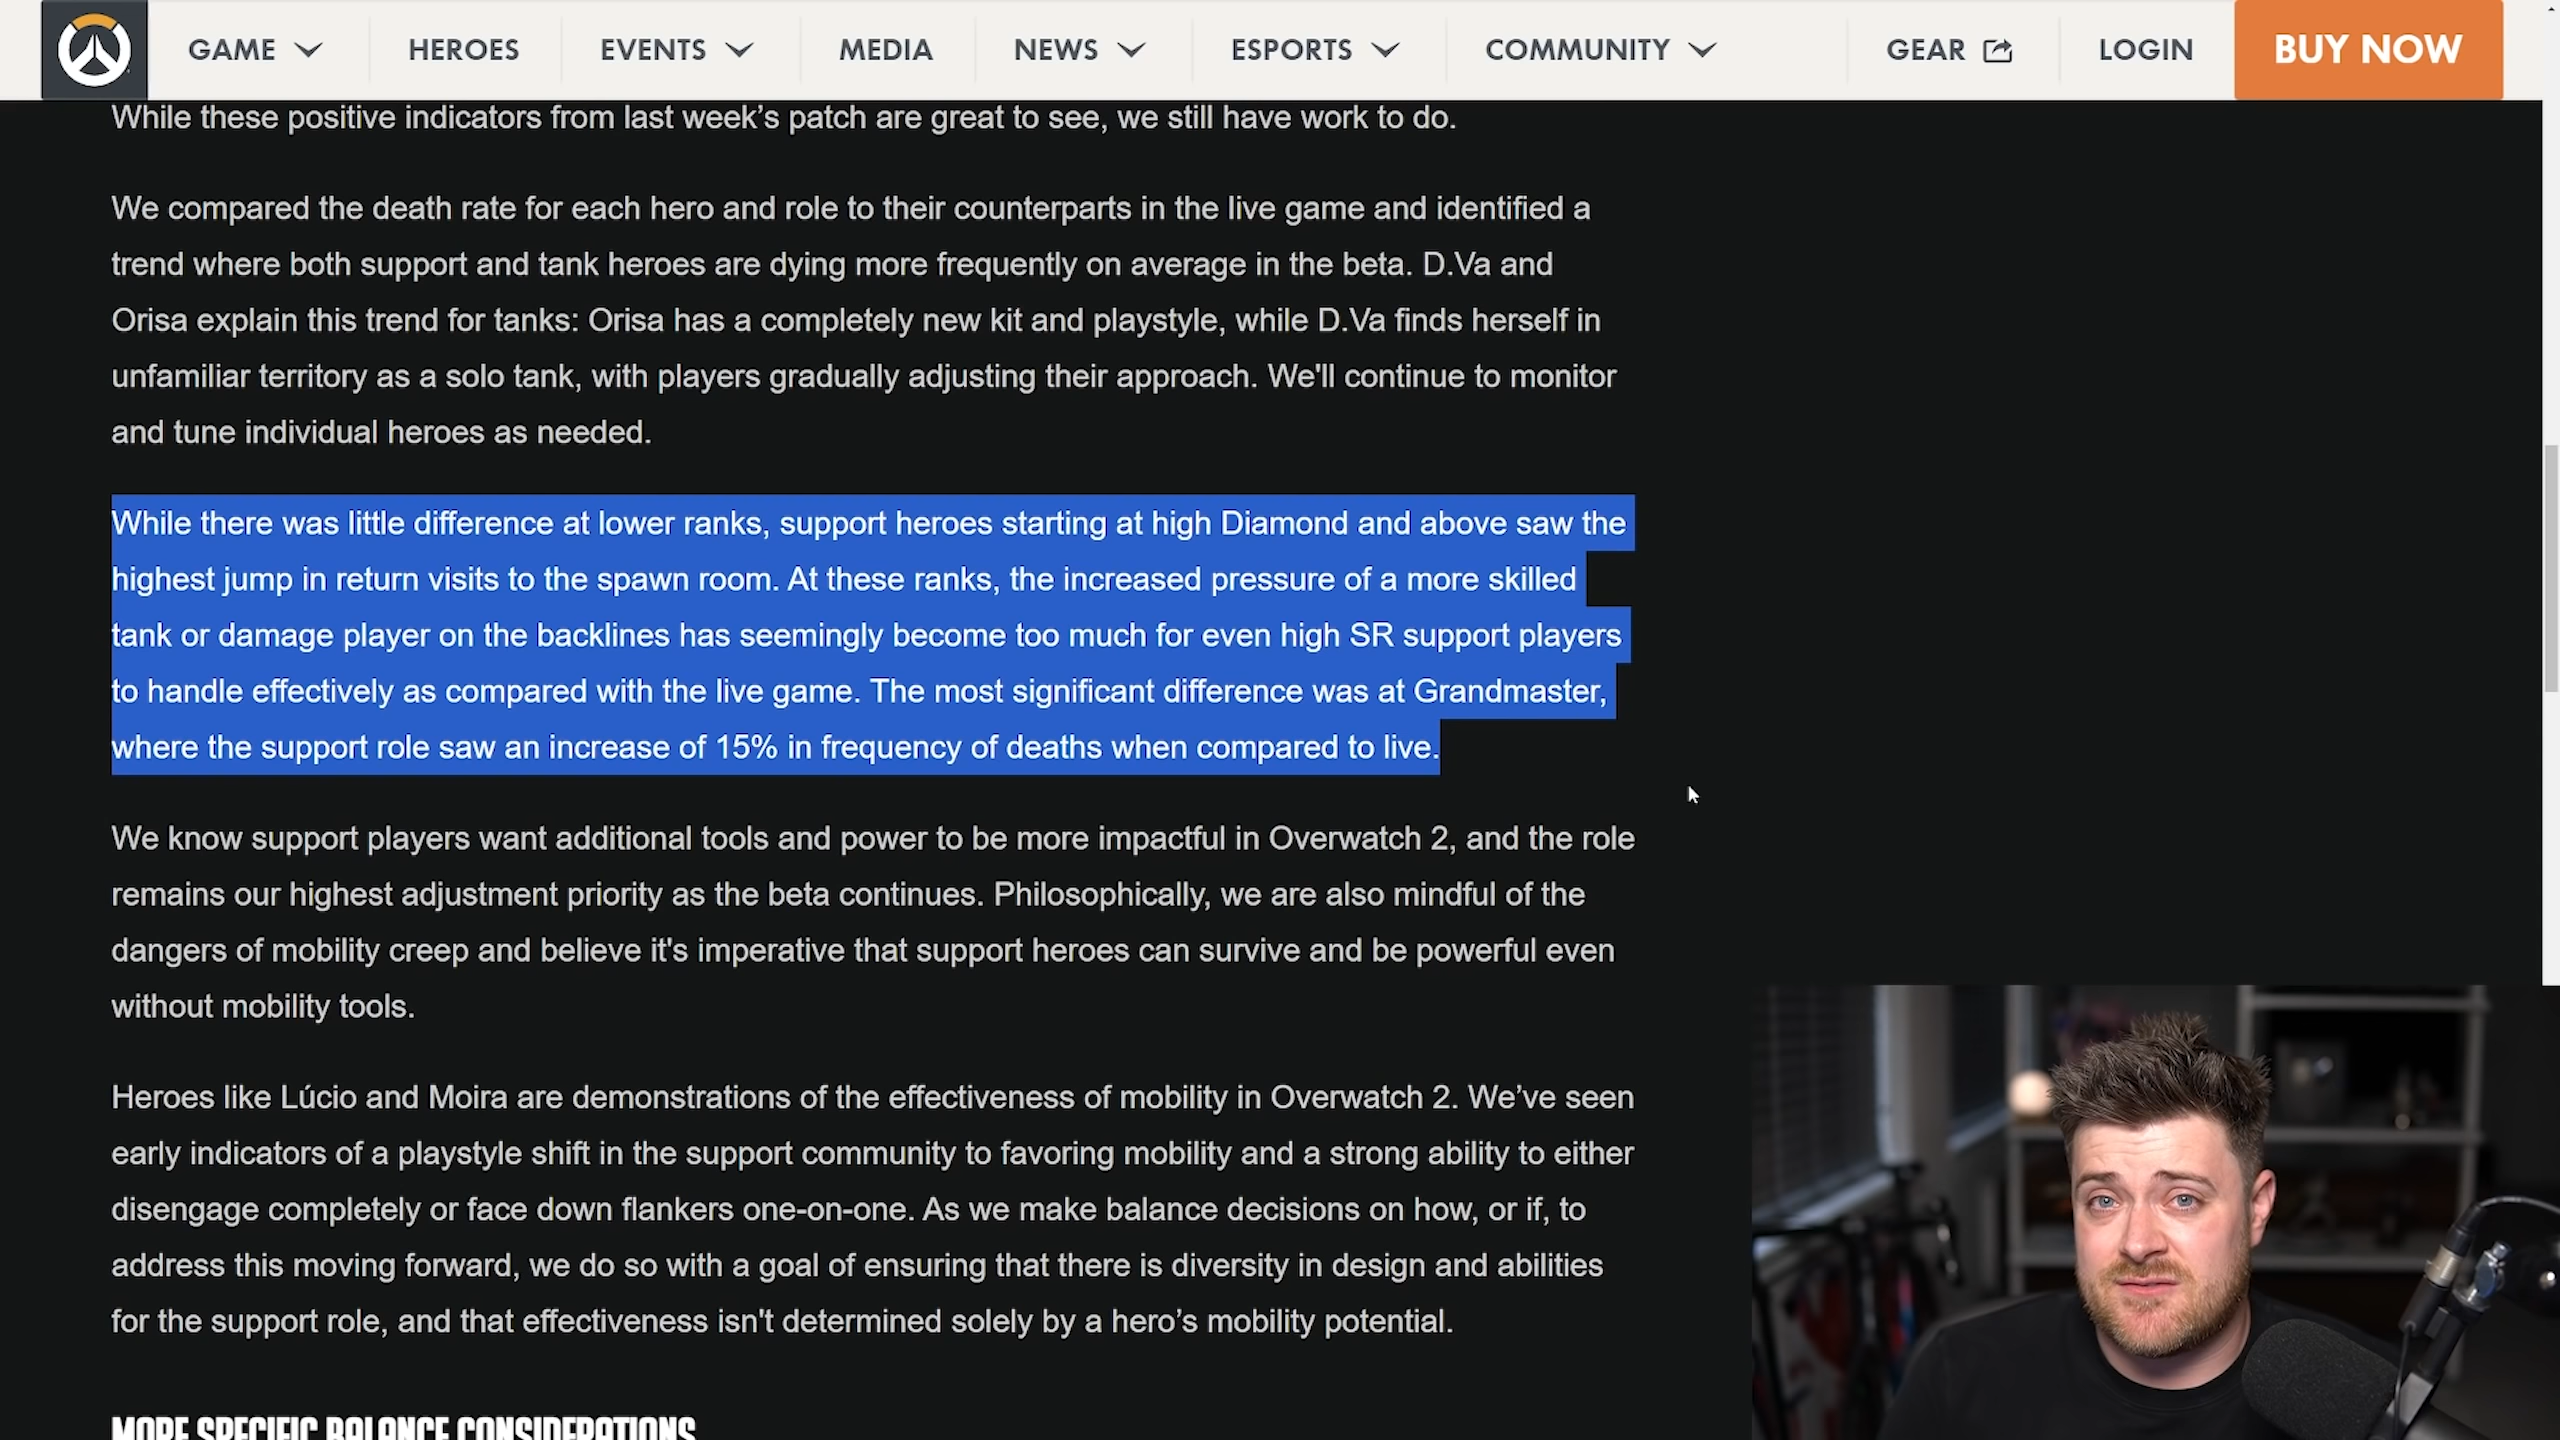 GAME HEROES EVENTS MEDIA NEWS ESPORTS COMMUNITY GEAR LOGIN BUY NOW
While these positive indicators from last week’s patch are great to see, we still have work to do.
We compared the death rate for each hero and role to their counterparts in the live game and identified a
trend where both support and tank heroes are dying more frequently on average in the beta. D.Va and
Orisa explain this trend for tanks: Orisa has a completely new kit and playstyle, while D.Va finds herself in
unfamiliar territory as a solo tank, with players gradually adjusting their approach. We'll continue to monitor
and tune individual heroes as needed.
While there was little difference at lower ranks, support heroes starting at high Diamond and above saw the
highest jump in return visits to the spawn room. At these ranks, the increased pressure of a more skilled
tank or damage player on the backlines has seemingly become too much for even high SR support players
to handle effectively as compared with the live game. The most significant difference was at Grandmaster,
where the support role saw an increase of 15% in frequency of deaths when compared to live.
We know support players want additional tools and power to be more impactful in Overwatch 2, and the role
remains our highest adjustment priority as the beta continues. Philosophically, we are also mindful of the
dangers of mobility creep and believe it's imperative that support heroes can survive and be powerful even
without mobility tools.
Heroes like Lúcio and Moira are demonstrations of the effectiveness of mobility in Overwatch 2. We’ve seen
early indicators of a playstyle shift in the support community to favoring mobility and a strong ability to either
disengage completely or face down flankers one-on-one. As we make balance decisions on how, or if, to
address this moving forward, we do so with a goal of ensuring that there is diversity in design and abilities
for the support role, and that effectiveness isn't determined solely by a hero’s mobility potential.
MORE SPECIFIC BALANCE CONSIDERATIONS